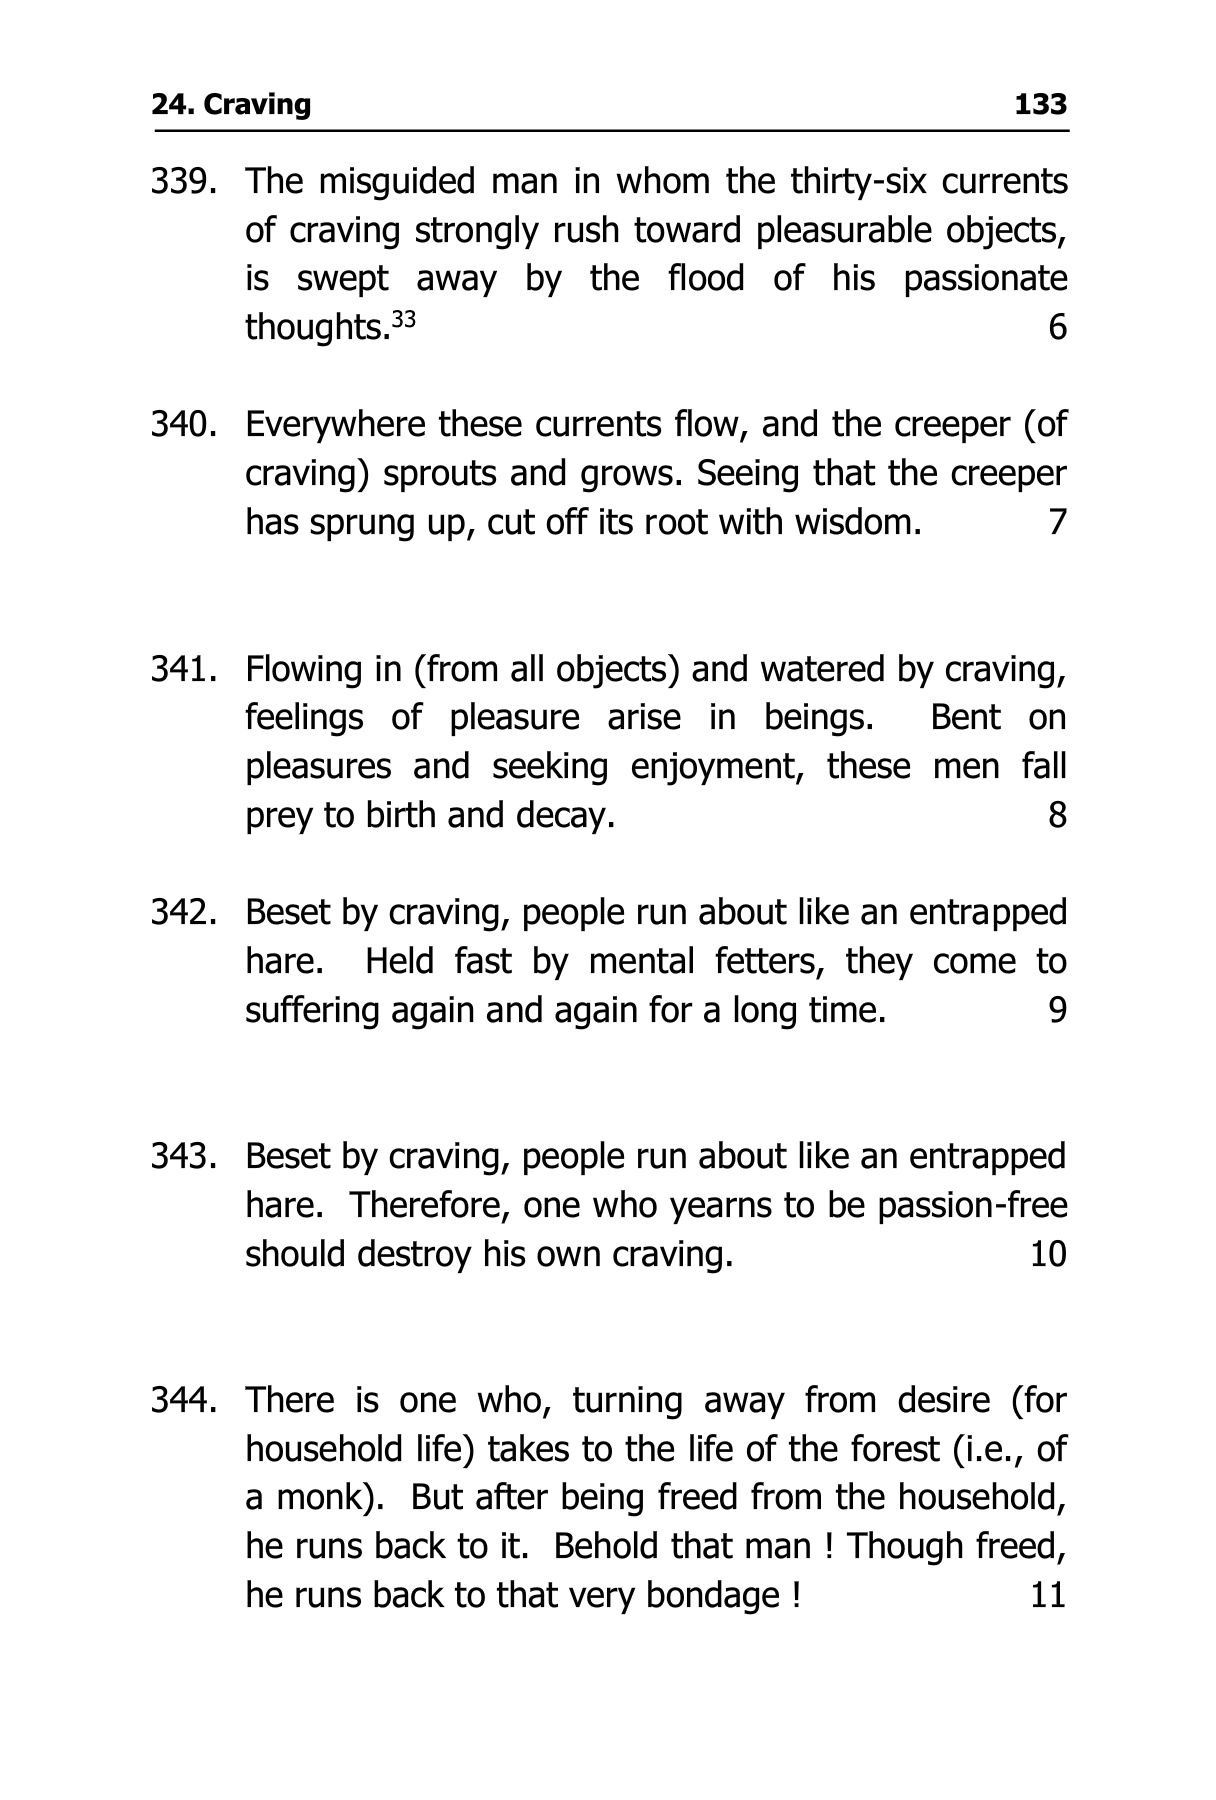 24. Craving 133
339. The misguided man in whom the thirty-six currents
of craving strongly rush toward pleasurable objects,
is swept away by the flood of his passionate
thoughts.33 6
340. Everywhere these currents flow, and the creeper (of
craving) sprouts and grows. Seeing that the creeper
has sprung up, cut off its root with wisdom. 7
341. Flowing in (from all objects) and watered by craving,
feelings of pleasure arise in beings. Bent on
pleasures and seeking enjoyment, these men fall
prey to birth and decay. 8
342. Beset by craving, people run about like an entrapped
hare. Held fast by mental fetters, they come to
suffering again and again for a long time. 9
343. Beset by craving, people run about like an entrapped
hare. Therefore, one who yearns to be passion-free
should destroy his own craving. 10
344. There is one who, turning away from desire (for
household life) takes to the life of the forest (i.e., of
a monk). But after being freed from the household,
he runs back to it. Behold that man ! Though freed,
he runs back to that very bondage ! 11